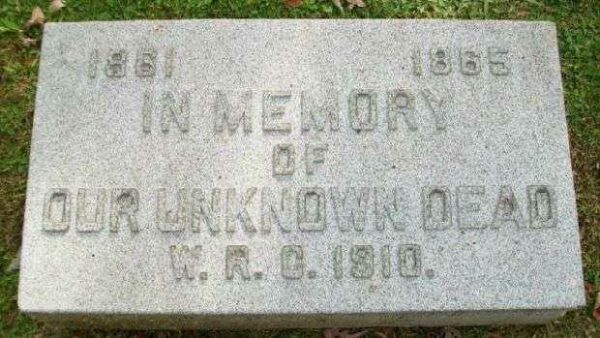 1861 1865
IN MEMORY
OF
OUR UNKNOWN DEAD
W. R. C. 1910.